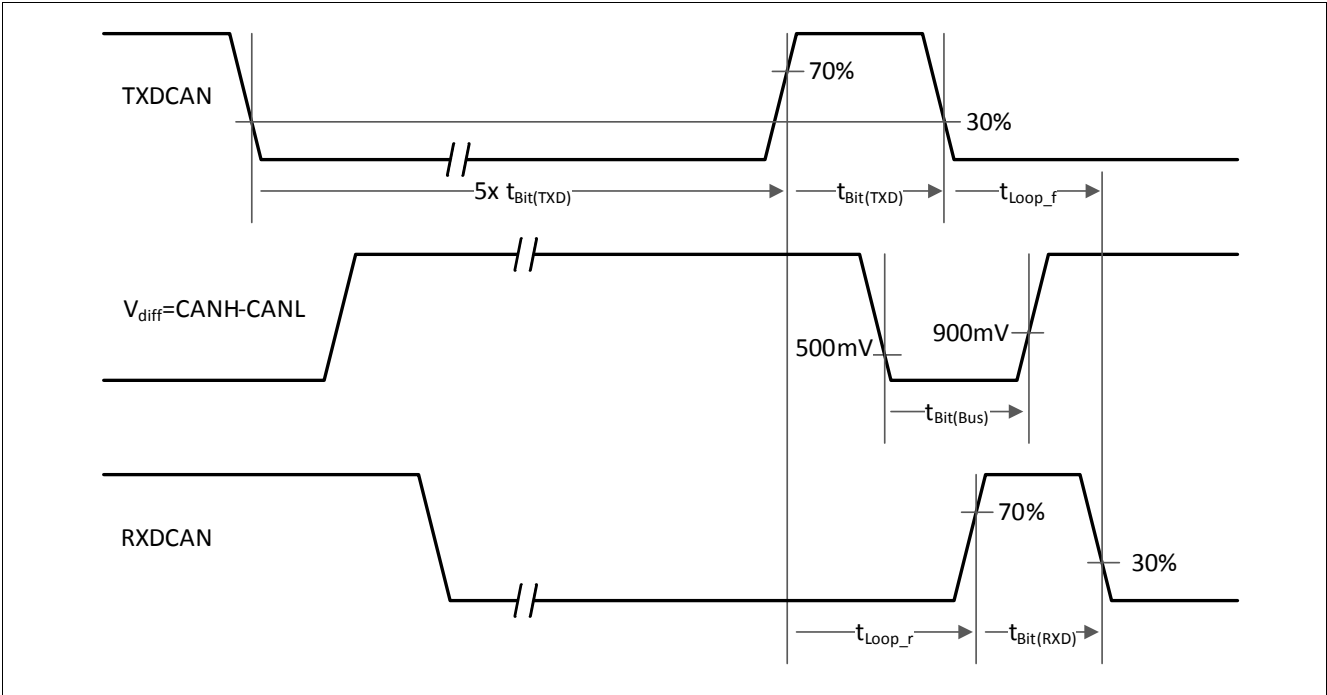 70%
TXDCAN
30%
5x tBit(TXD)
tBit(TXD)
tLoop_f
Vdiff=CANH-CANL
900mV
500mV
tBit(Bus)
70%
RXDCAN
30%
tLoop_r
tBit(RXD)